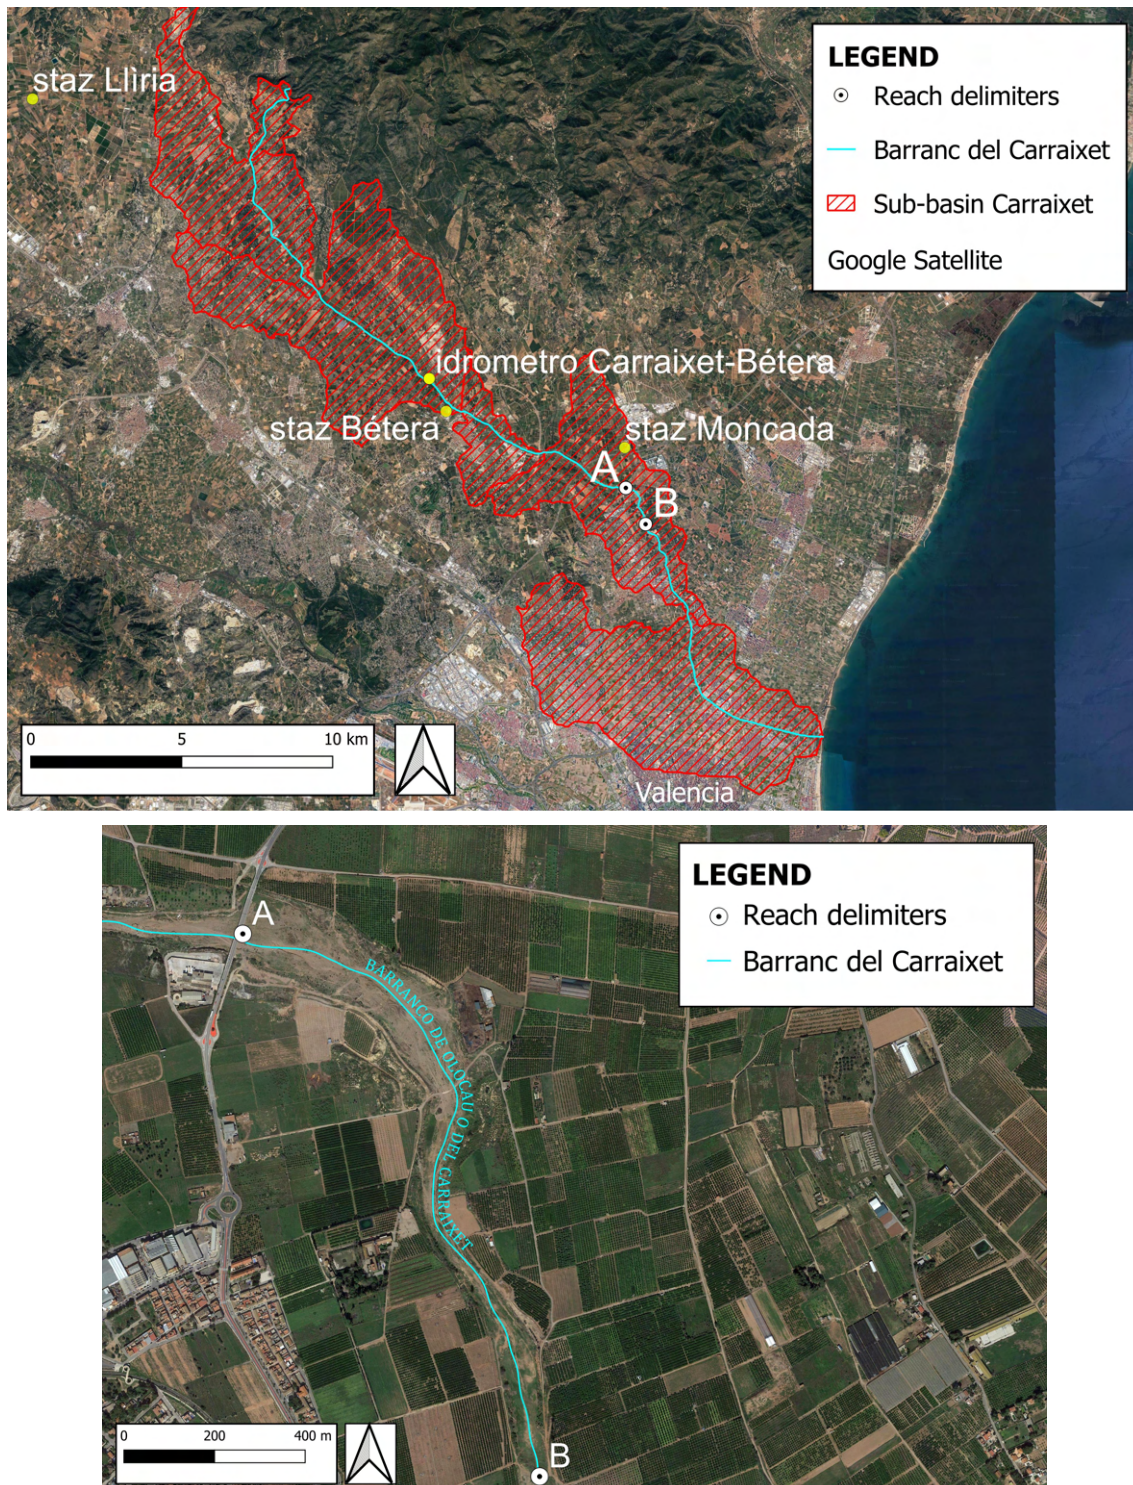 staz Llìria
LEGEND
Reach delimiters
Barranc del Carraixet
Sub-basin Carraixet
Google Satellite
idrometro Carraixet-Bétera
staz Bétera
staz Moncada
A
B
0 5 10 km
Valencia
LEGEND
Reach delimiters
Barranc del Carraixet
A
BARRANCO DE OLOCAU O DEL CARRAIXET
0 200 400 m
B